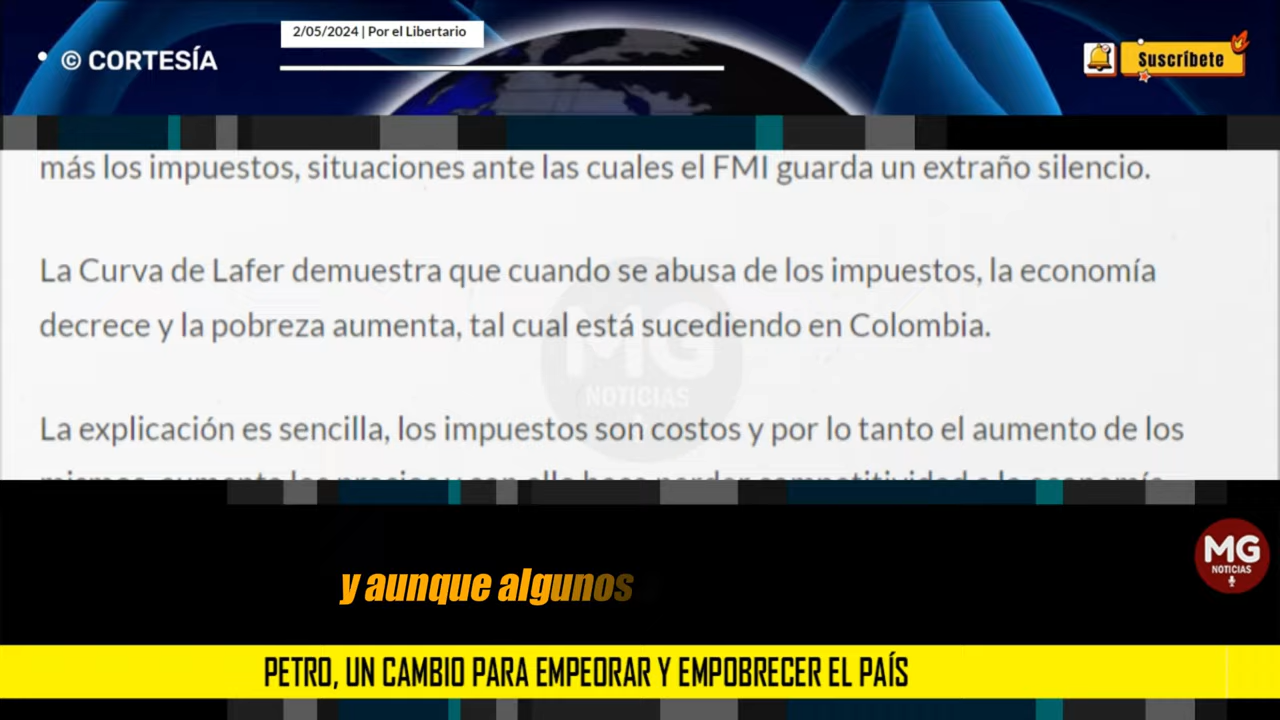 2/05/2024 | Por el Libertario
© CORTESÍA
Suscríbete
más los impuestos, situaciones ante las cuales el FMI guarda un extraño silencio.
La Curva de Lafer demuestra que cuando se abusa de los impuestos, la economía
decrece y la pobreza aumenta, tal cual está sucediendo en Colombia.
MG
NOTICIAS
La explicación es sencilla, los impuestos son costos y por lo tanto el aumento de los
MG
NOTICIAS
y aunque algunos
PETRO, UN CAMBIO PARA EMPEORAR Y EMPOBRECER EL PAÍS